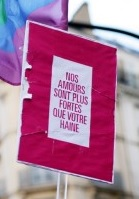 NOS
AMOURS
SONT PLUS
FORTES
QUE VOTRE
HAINE